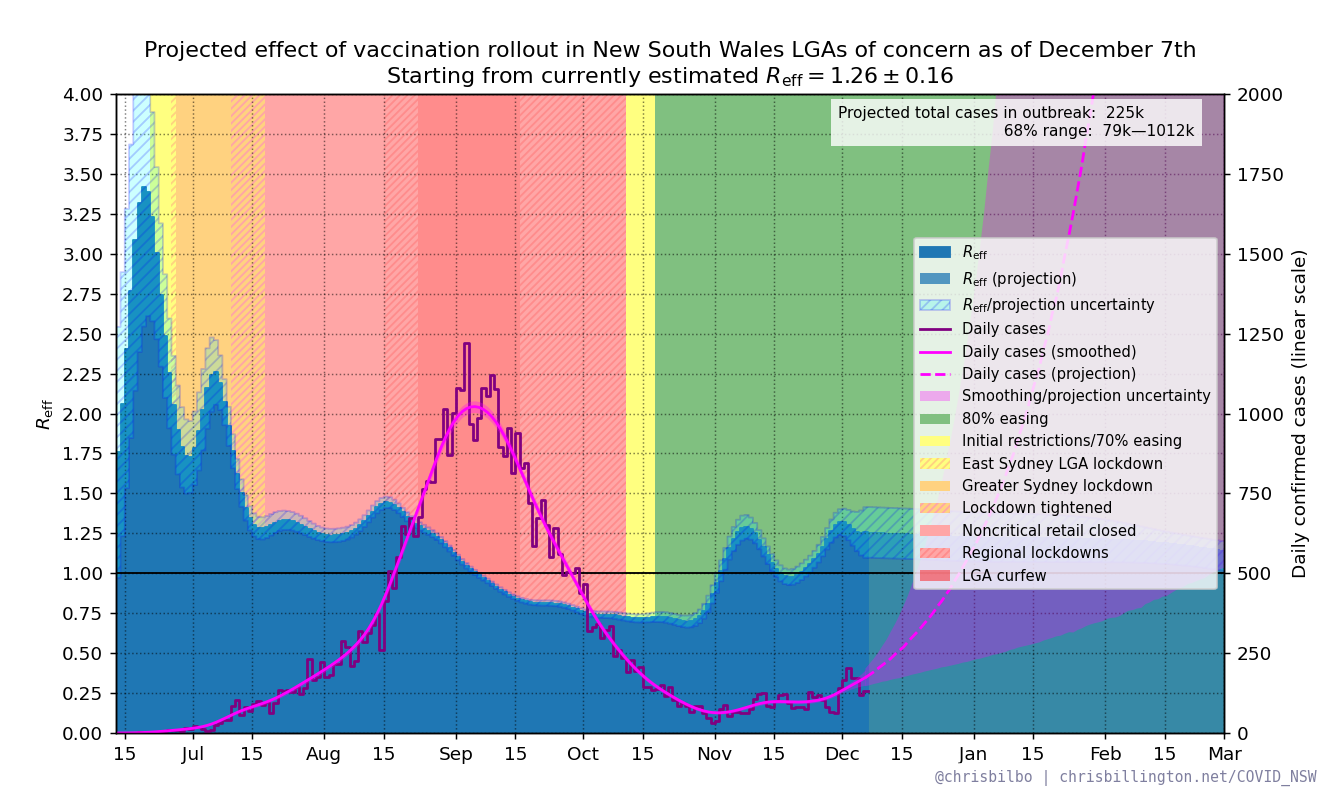 Projected effect of vaccination rollout in New South Wales LGAs of concern as of December 7th
Starting from currently estimated Reff = 1.26 ± 0.16
Projected total cases in outbreak: 225k
68% range: 79k—1012k
4.00
3.75
3.50
3.25
3.00
2.75
2.50
2.25
2.00
1.75
1.50
1.25
1.00
0.75
0.50
0.25
0.00
Reff
2000
1750
1500
1250
1000
750
500
250
0
Daily confirmed cases (linear scale)
Reff
Reff (projection)
Reff/projection uncertainty
Daily cases
Daily cases (smoothed)
Daily cases (projection)
Smoothing/projection uncertainty
80% easing
Initial restrictions/70% easing
East Sydney LGA lockdown
Greater Sydney lockdown
Lockdown tightened
Noncritical retail closed
Regional lockdowns
LGA curfew
15 Jul 15 Aug 15 Sep 15 Oct 15 Nov 15 Dec 15 Jan 15 Feb 15 Mar
@chrisbilbo | chrisbillington.net/COVID_NSW